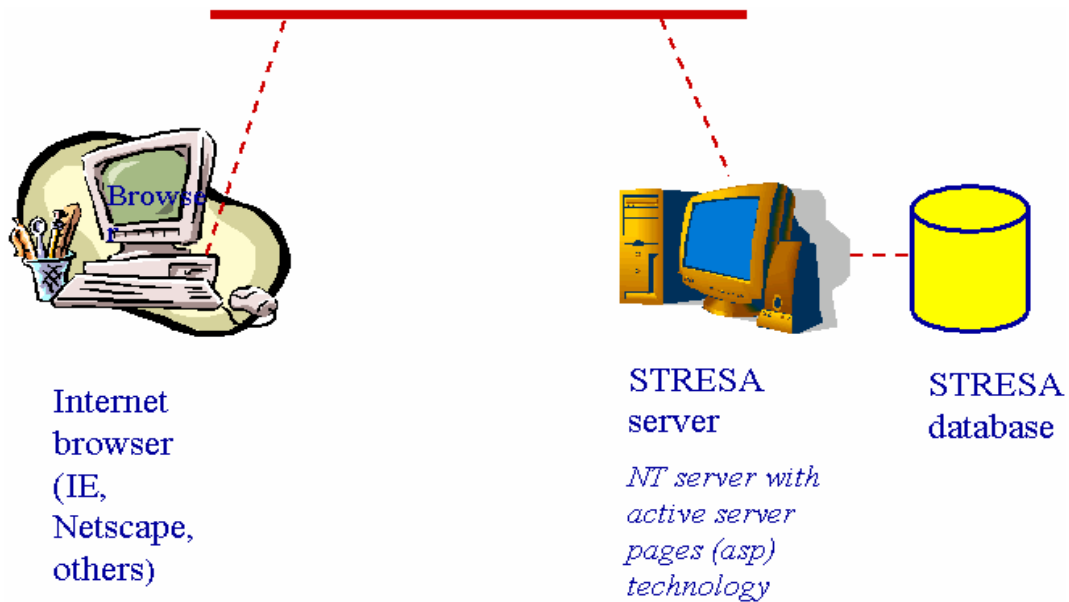 Browse
r
Internet
browser
(IE,
Netscape,
others)
STRESA
server
NT server with
active server
pages (asp)
technology
STRESA
database